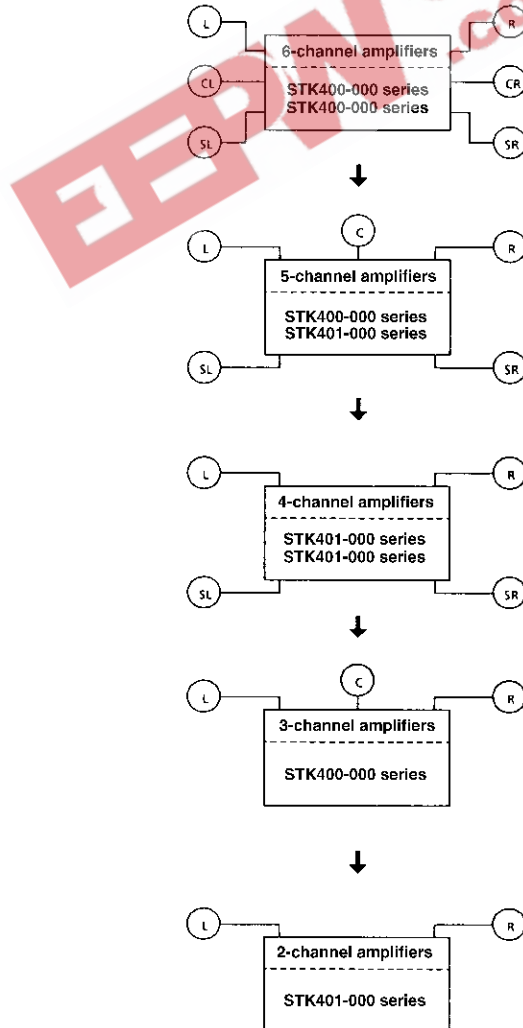 L
R
6-channel amplifiers
CL
CR
STK400-000 series
STK400-000 series
SL
SR
C
L
R
5-channel amplifiers
STK400-000 series
STK401-000 series
SL
SR
L
R
4-channel amplifiers
STK401-000 series
STK401-000 series
SL
SR
C
L
R
3-channel amplifiers
STK400-000 series
L
R
2-channel amplifiers
STK401-000 series
EEPW.co